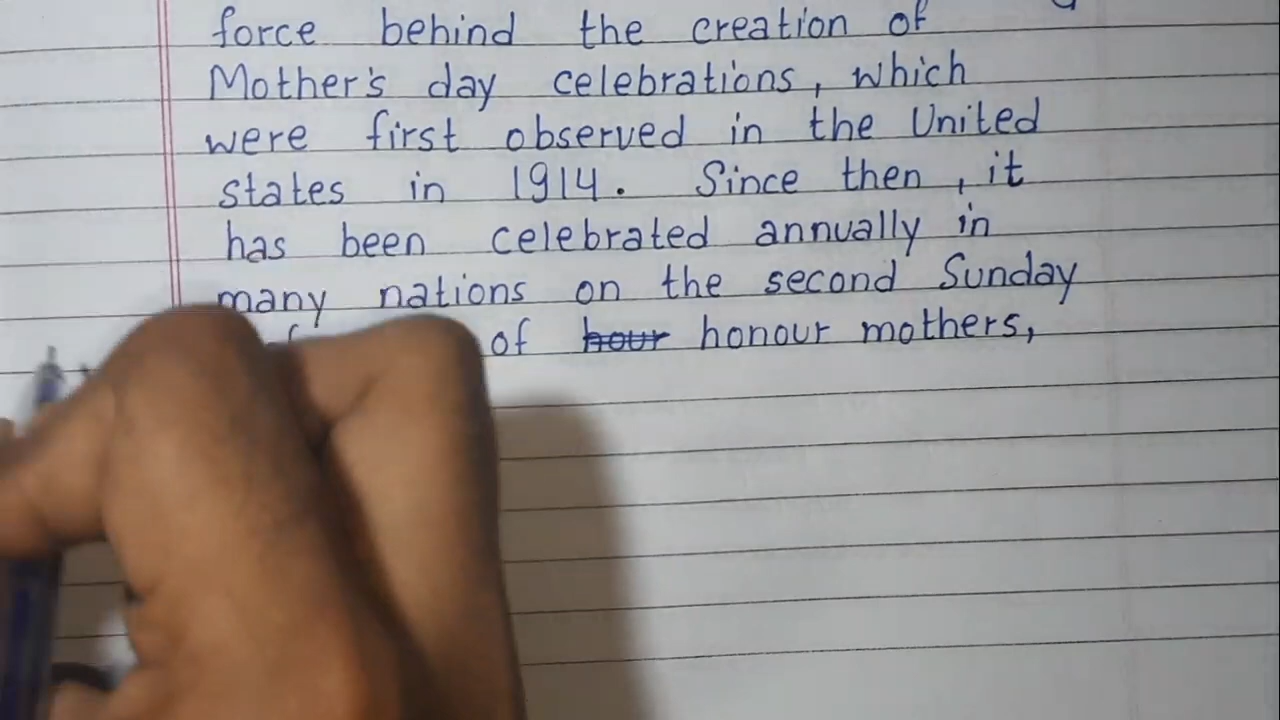 force behind the creation of
Mother's day celebrations, which
were first observed in the United
states in 1914. Since then, it
has been celebrated annually in
many nations on the second Sunday
of hour honour mothers,